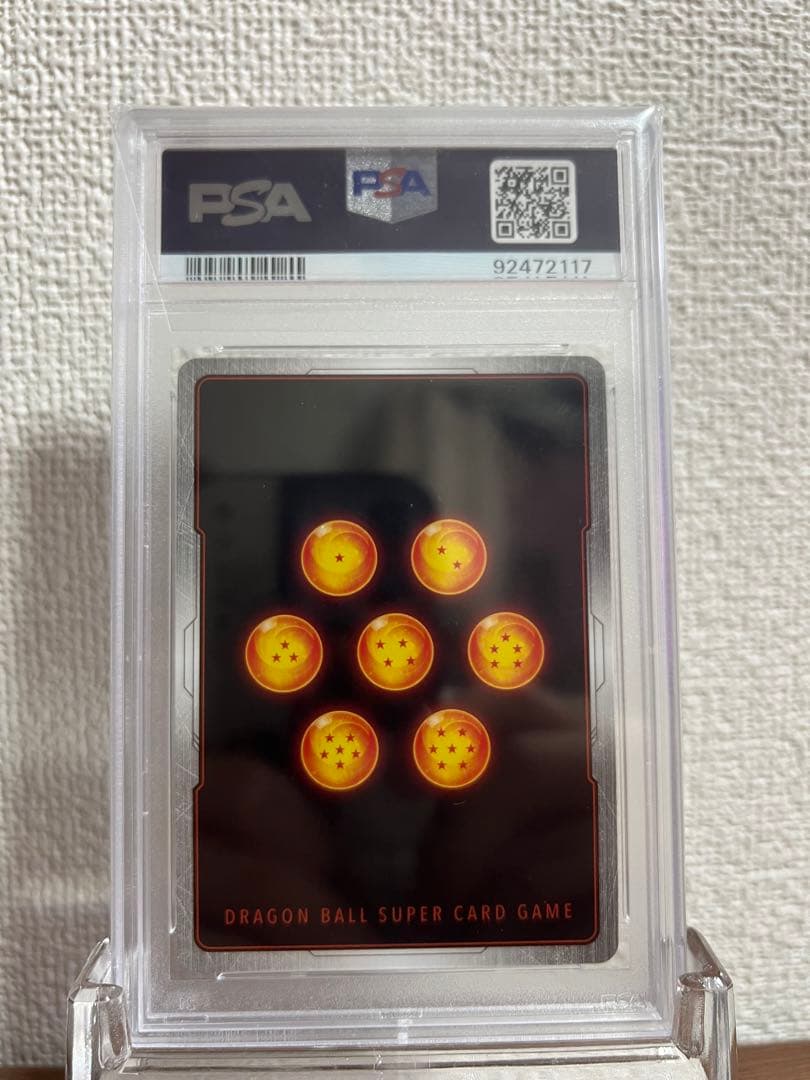 PSA
PSA
92472117
DRAGON BALL SUPER CARD GAME